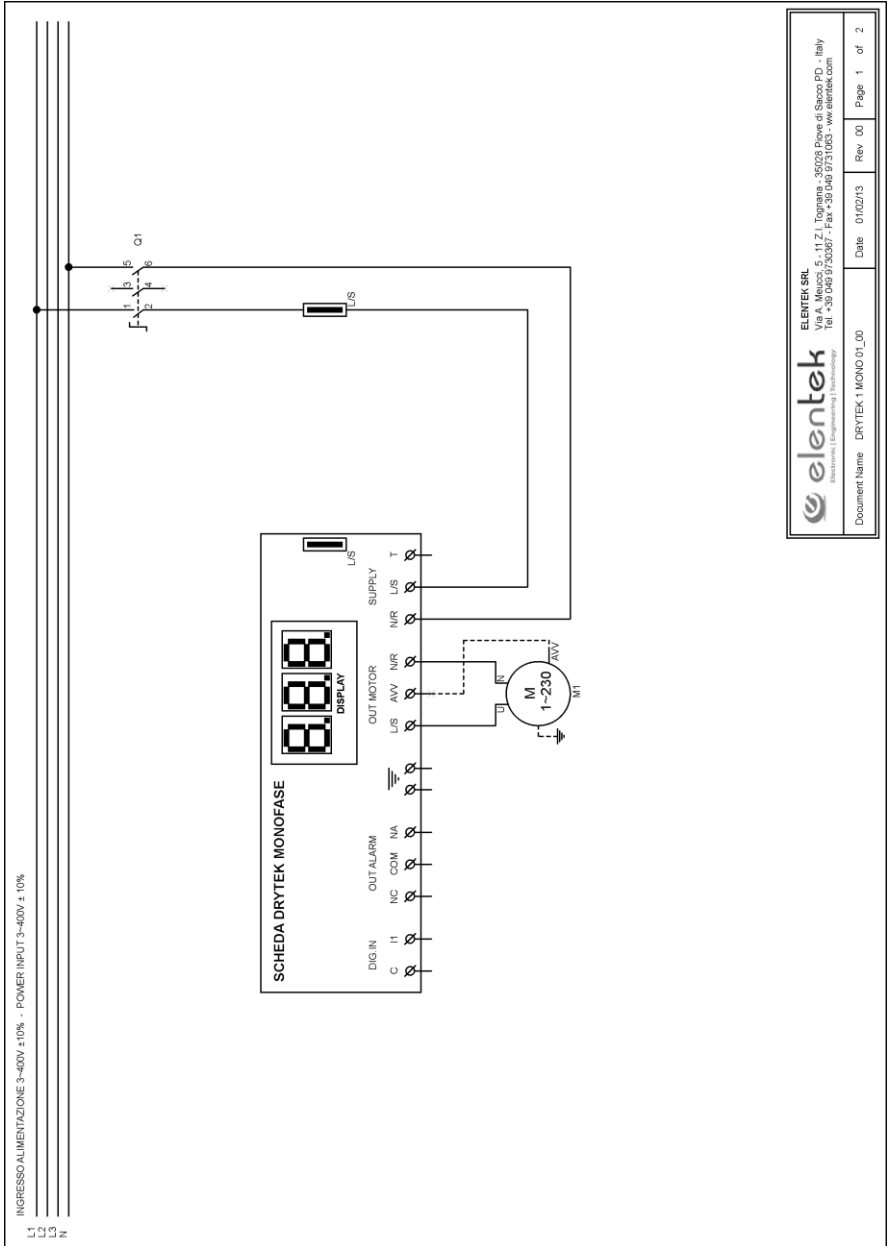 INGRESSO ALIMENTAZIONE 3~400V ±10% - POWER INPUT 3~400V ± 10%
L1
L2
L3
N
Q1
1 3 5
2 4 6
L/S
SCHEDA DRYTEK MONOFASE
DISPLAY
8.8.8.
L/S
DIG.IN OUT ALARM OUT MOTOR SUPPLY
C I1 NC COM NA L/S AVV N/R N/R L/S T
U N
M
1~230
AVV
M1
elentek
Electronic | Engineering | Technology
ELENTEK SRL
Via A. Meucci, 5 - 11 Z.I. Tognana - 35028 Piove di Sacco PD - Italy
Tel. +39 049 9730367 - Fax +39 049 9731063 - ww.elentek.com
Document Name DRYTEK 1 MONO 01_00 Date 01/02/13 Rev 00 Page 1 of 2